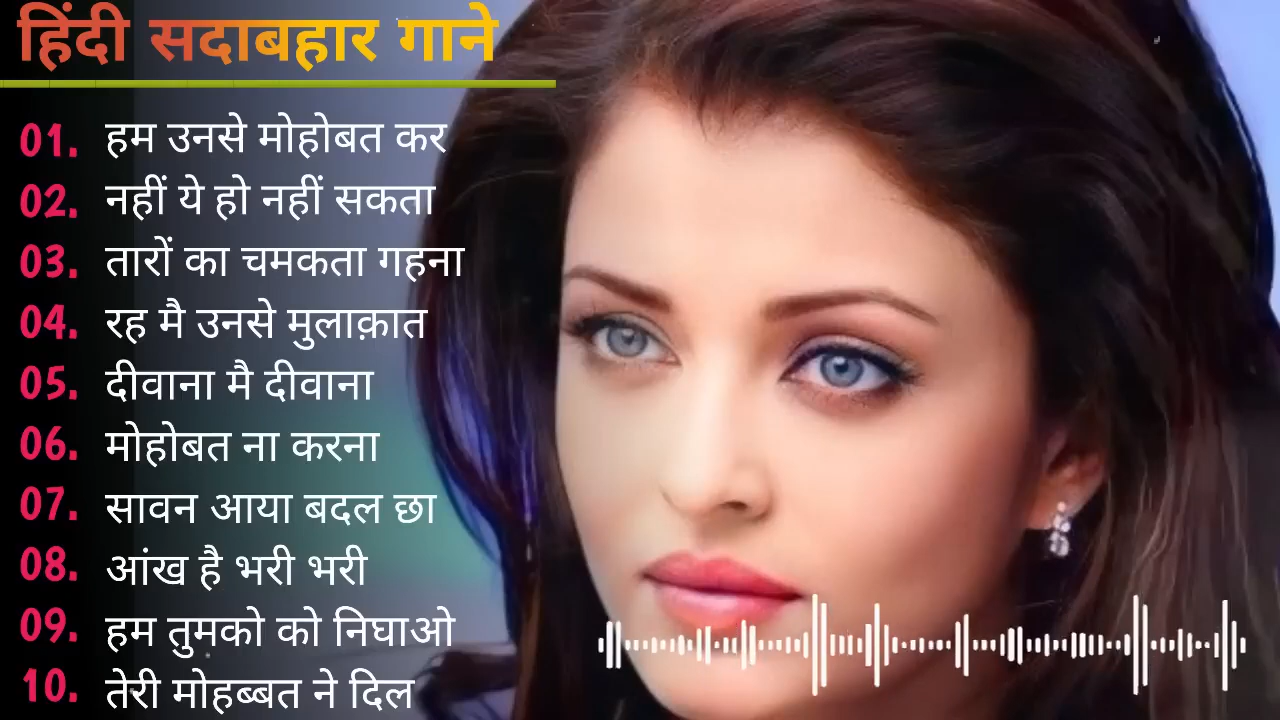 हिंदी सदाबहार गाने
01. हम उनसे मोहोबत कर
02. नहीं ये हो नहीं सकता
03. तारों का चमकता गहना
04. रह मै उनसे मुलाक़ात
05. दीवाना मै दीवाना
06. मोहोबत ना करना
07. सावन आया बदल छा
08. आंख है भरी भरी
09. हम तुमको को निघाओ
10. तेरी मोहब्बत ने दिल